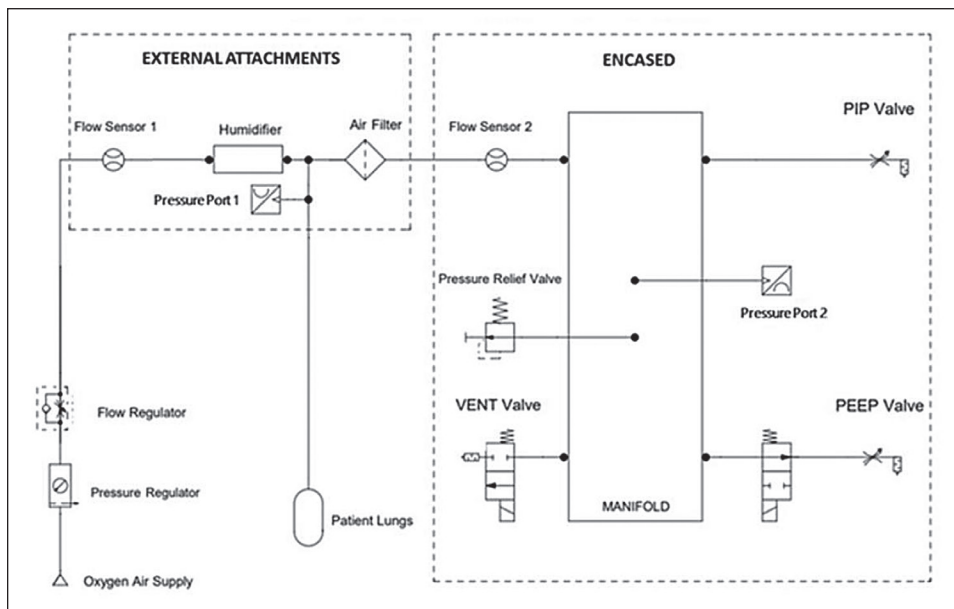 EXTERNAL ATTACHMENTS
ENCASED
Flow Sensor 1
Humidifier
Air Filter
Flow Sensor 2
PIP Valve
Pressure Port 1
Pressure Relief Valve
Pressure Port 2
Flow Regulator
VENT Valve
PEEP Valve
Pressure Regulator
MANIFOLD
Patient Lungs
Oxygen Air Supply